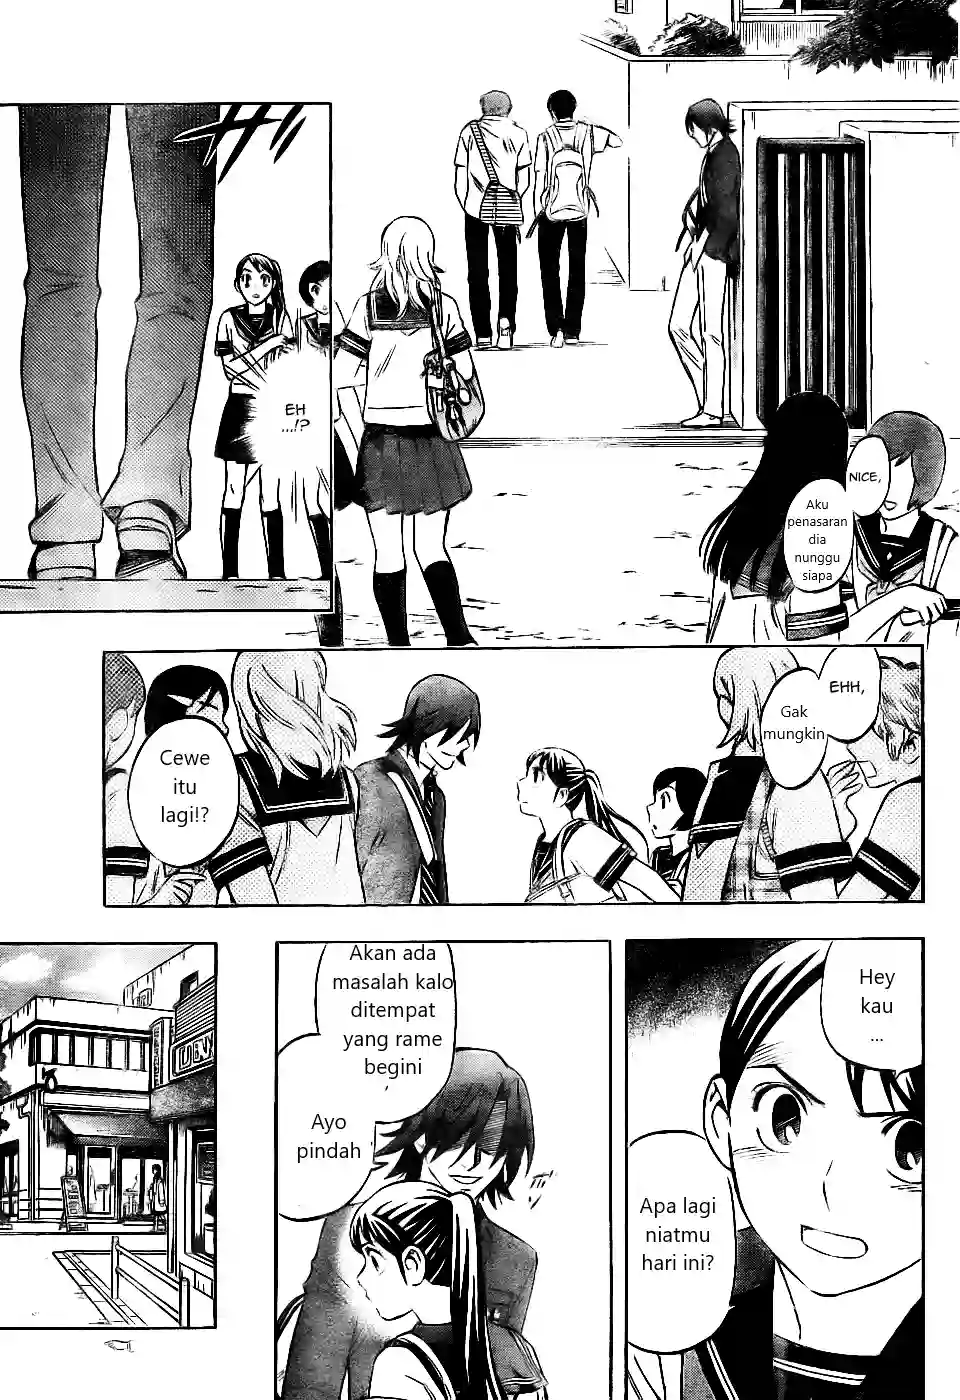 NICE,
Aku
penasaran
dia
nunggu
siapa
EH
...!?
EHH,
Gak
mungkin
Cewe
itu
lagi!?
Hey
kau
...
Apa lagi
niatmu
hari ini?
Akan ada
masalah kalo
ditempat
yang rame
begini
Ayo
pindah